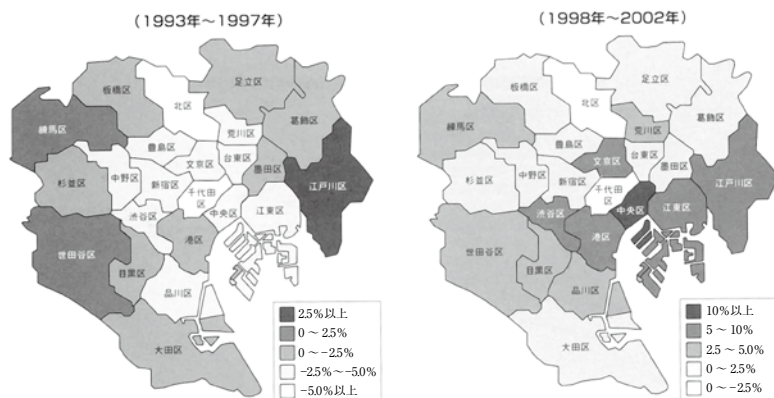 (1993年～1997年)
板橋区
足立区
北区
葛飾区
練馬区
荒川区
豊島区
文京区
台東区
墨田区
江戸川区
杉並区
中野区
新宿区
千代田区
中央区
江東区
渋谷区
港区
世田谷区
目黒区
品川区
大田区
2.5%以上
0～2.5%
0～-2.5%
-2.5%～-5.0%
-5.0%以上
(1998年～2002年)
足立区
板橋区
北区
葛飾区
練馬区
荒川区
豊島区
文京区
台東区
墨田区
江戸川区
杉並区
中野区
新宿区
千代田区
中央区
江東区
渋谷区
港区
世田谷区
目黒区
品川区
大田区
10%以上
5～10%
2.5～5.0%
0～2.5%
0～-2.5%